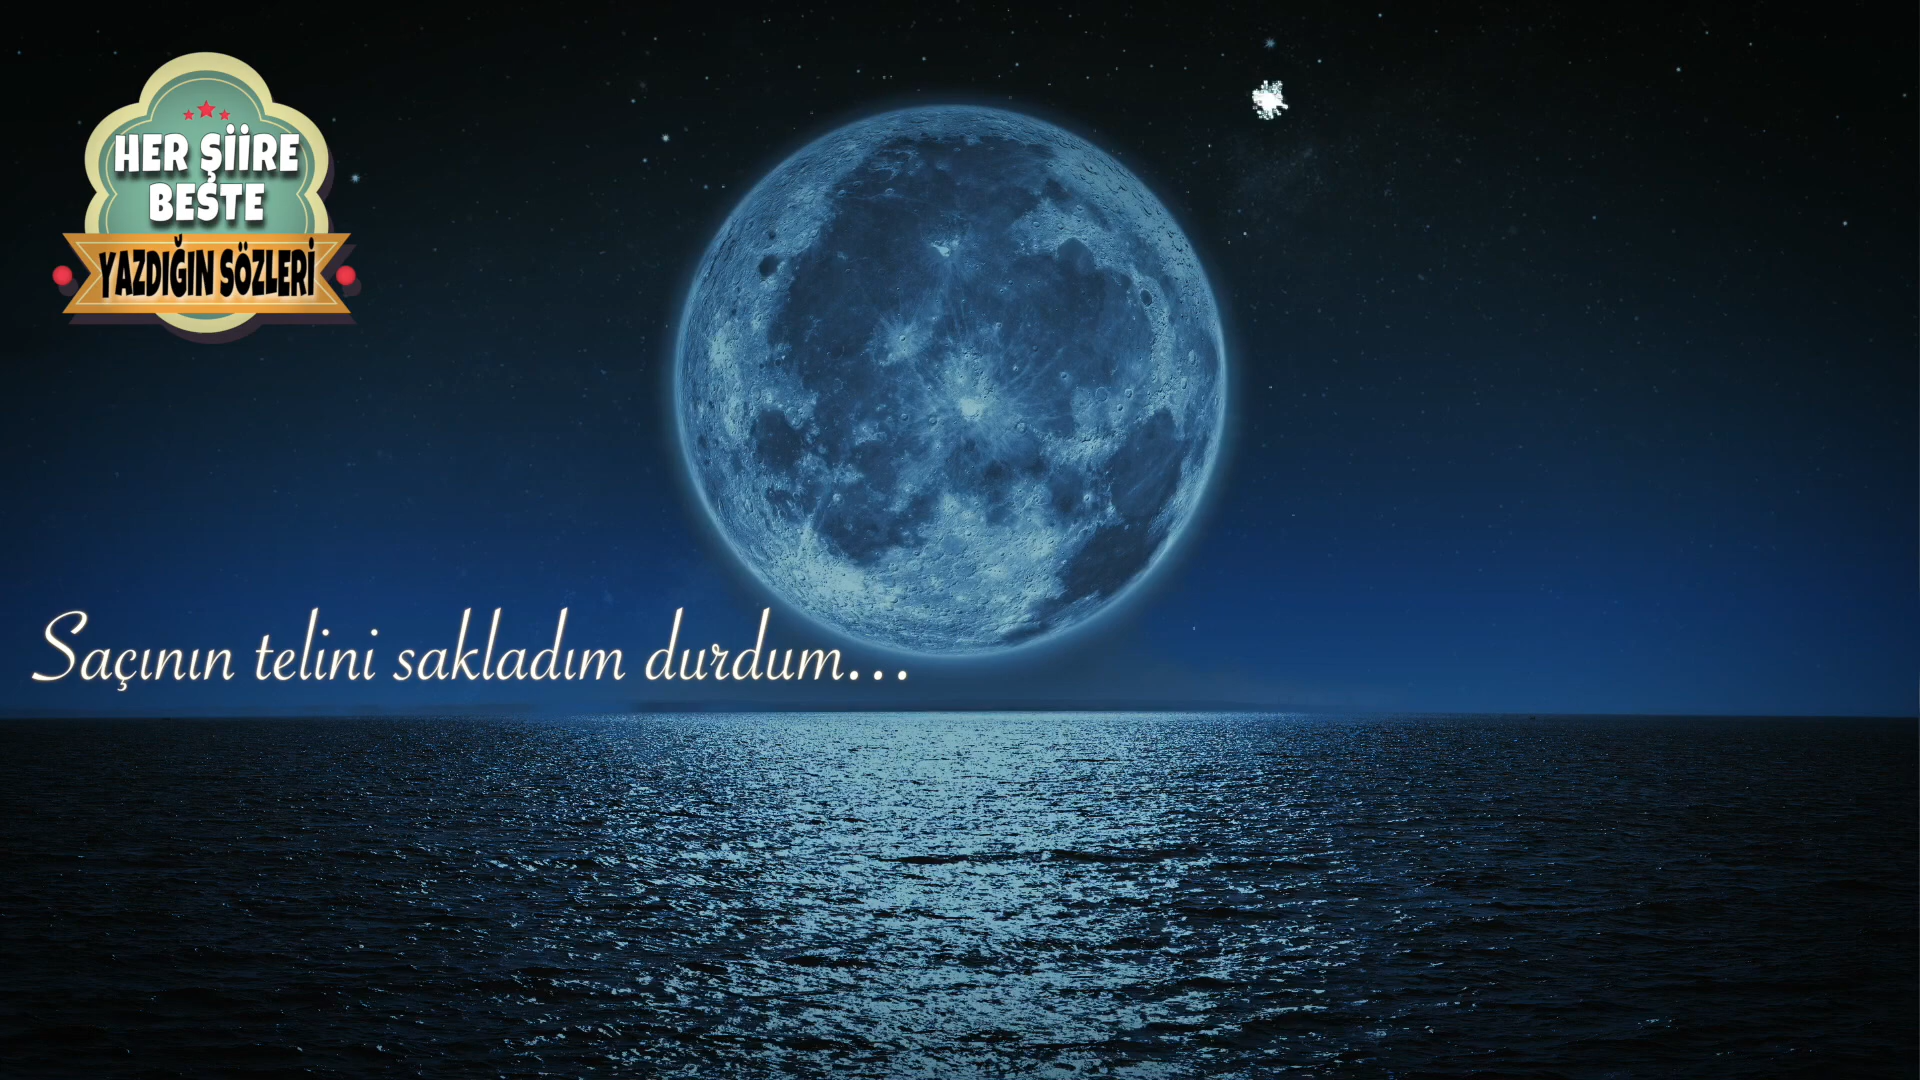 HER ŞİİRE
BESTE
YAZDIĞIN SÖZLERİ
Saçının telini sakladım durdum...